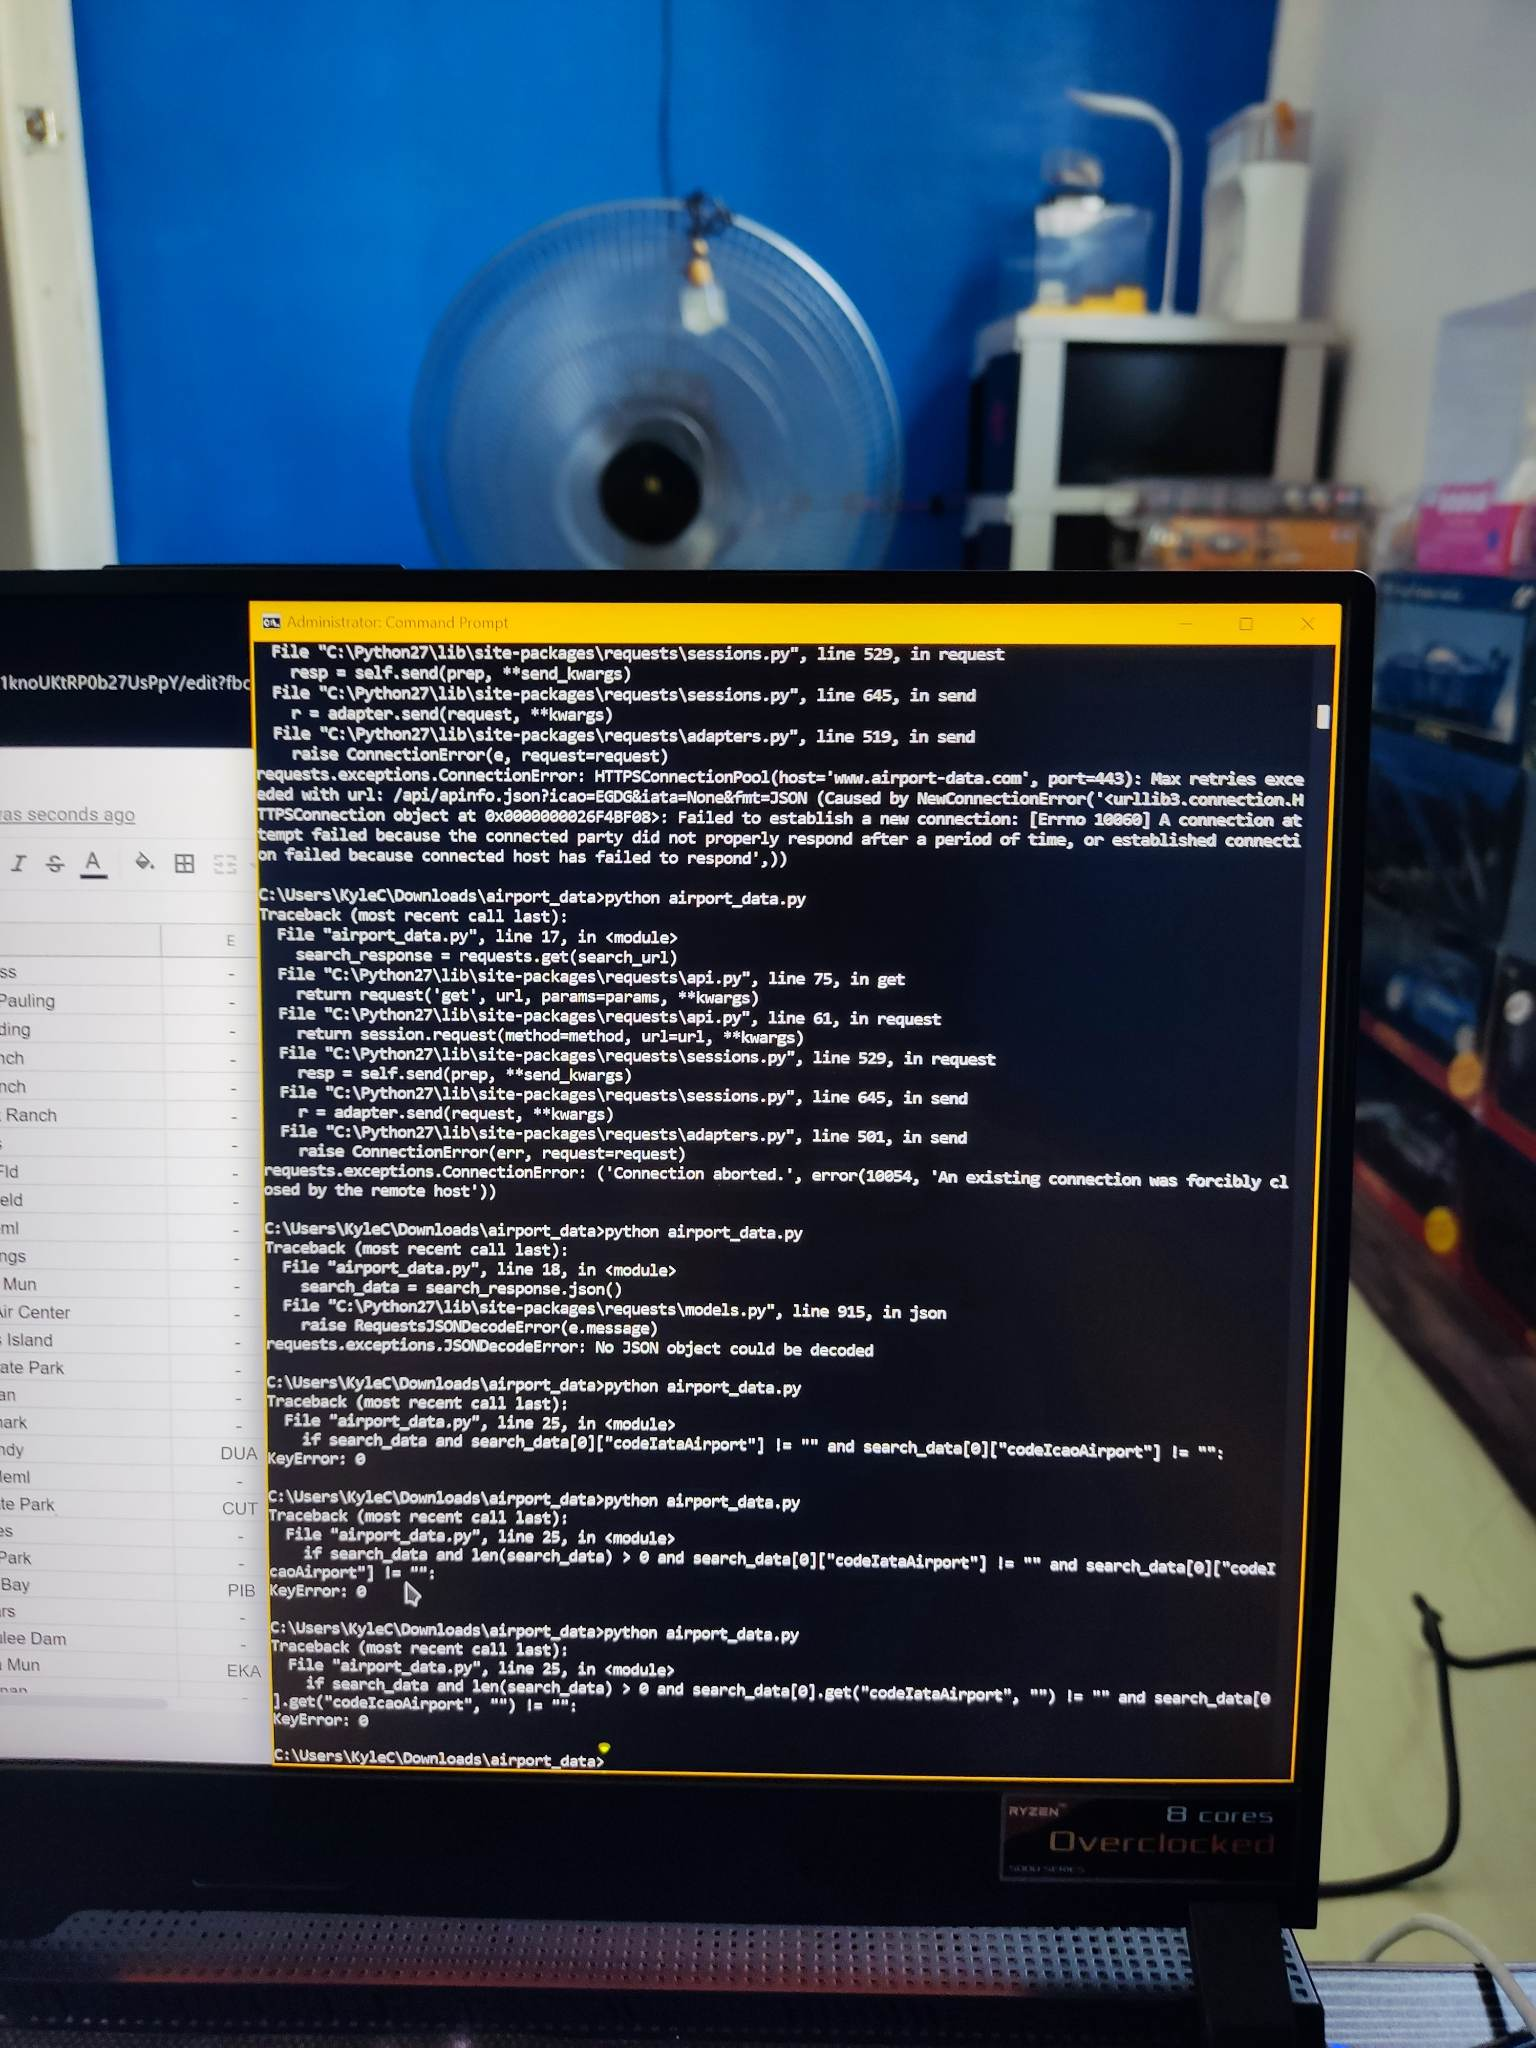 Administrator: Command Prompt
File "C:\Python27\lib\site-packages\requests\sessions.py", line 529, in request
resp = self.send(prep, **send_kwargs)
File "C:\Python27\lib\site-packages\requests\sessions.py", line 645, in send
r = adapter.send(request, **kwargs)
File "C:\Python27\lib\site-packages\requests\adapters.py", line 519, in send
raise ConnectionError(e, request=request)
requests.exceptions.ConnectionError: HTTPSConnectionPool(host='www.airport-data.com', port=443): Max retries exce
eded with url: /api/apinfo.json?icao=EGDG&iata=None&fmt=JSON (Caused by NewConnectionError('<urllib3.connection.H
TTPSConnection object at 0x0000000026F4BF08>: Failed to establish a new connection: [Errno 10060] A connection at
tempt failed because the connected party did not properly respond after a period of time, or established connecti
on failed because connected host has failed to respond',))
C:\Users\KyleC\Downloads\airport_data>python airport_data.py
Traceback (most recent call last):
File "airport_data.py", line 17, in <module>
search_response = requests.get(search_url)
File "C:\Python27\lib\site-packages\requests\api.py", line 75, in get
return request('get', url, params=params, **kwargs)
File "C:\Python27\lib\site-packages\requests\api.py", line 61, in request
return session.request(method=method, url=url, **kwargs)
File "C:\Python27\lib\site-packages\requests\sessions.py", line 529, in request
resp = self.send(prep, **send_kwargs)
File "C:\Python27\lib\site-packages\requests\sessions.py", line 645, in send
r = adapter.send(request, **kwargs)
File "C:\Python27\lib\site-packages\requests\adapters.py", line 501, in send
raise ConnectionError(err, request=request)
requests.exceptions.ConnectionError: ('Connection aborted.', error(10054, 'An existing connection was forcibly cl
osed by the remote host'))
C:\Users\KyleC\Downloads\airport_data>python airport_data.py
Traceback (most recent call last):
File "airport_data.py", line 18, in <module>
search_data = search_response.json()
File "C:\Python27\lib\site-packages\requests\models.py", line 915, in json
raise RequestsJSONDecodeError(e.message)
requests.exceptions.JSONDecodeError: No JSON object could be decoded
C:\Users\KyleC\Downloads\airport_data>python airport_data.py
Traceback (most recent call last):
File "airport_data.py", line 25, in <module>
if search_data and search_data[0]["codeIataAirport"] != "" and search_data[0]["codeIcaoAirport"] != "":
KeyError: 0
C:\Users\KyleC\Downloads\airport_data>python airport_data.py
Traceback (most recent call last):
File "airport_data.py", line 25, in <module>
if search_data and len(search_data) > 0 and search_data[0]["codeIataAirport"] != "" and search_data[0]["codeI
caoAirport"] != "":
KeyError: 0
C:\Users\KyleC\Downloads\airport_data>python airport_data.py
Traceback (most recent call last):
File "airport_data.py", line 25, in <module>
if search_data and len(search_data) > 0 and search_data[0].get("codeIataAirport", "") != "" and search_data[0
].get("codeIcaoAirport", "") != "":
KeyError: 0
C:\Users\KyleC\Downloads\airport_data>
1knoUKtRP0b27UsPpY/edit?fbc
was seconds ago
I S A
E
ss -
Pauling -
ding -
nch -
nch -
Ranch -
s -
Fld -
eld -
ml -
ngs -
Mun -
Air Center -
s Island -
ate Park -
an -
ark -
ndy DUA
Meml -
te Park CUT
es -
Park -
Bay PIB
rs -
ulee Dam -
Mun EKA
nan -
RYZEN
8 cores
Overclocked
5000 SERIES